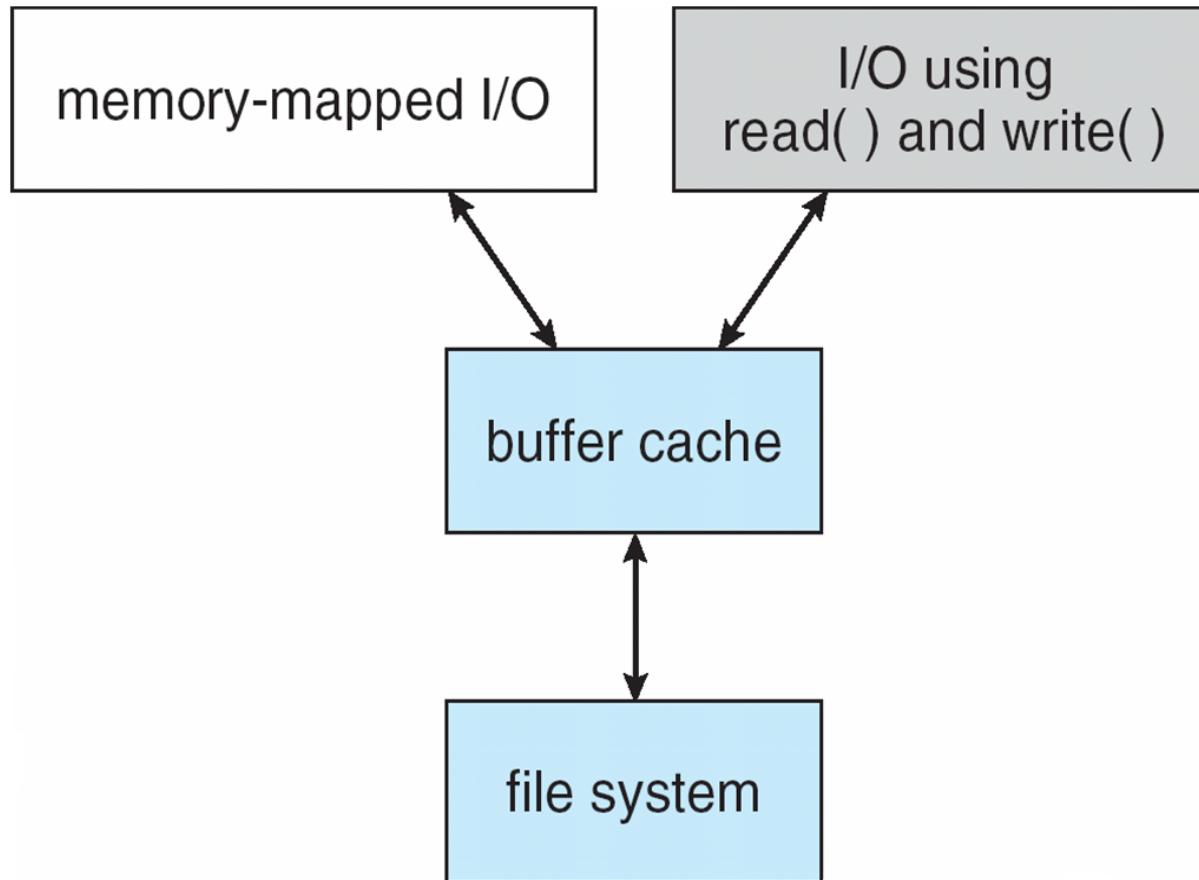 memory-mapped I/O
I/O using
read( ) and write( )
buffer cache
file system